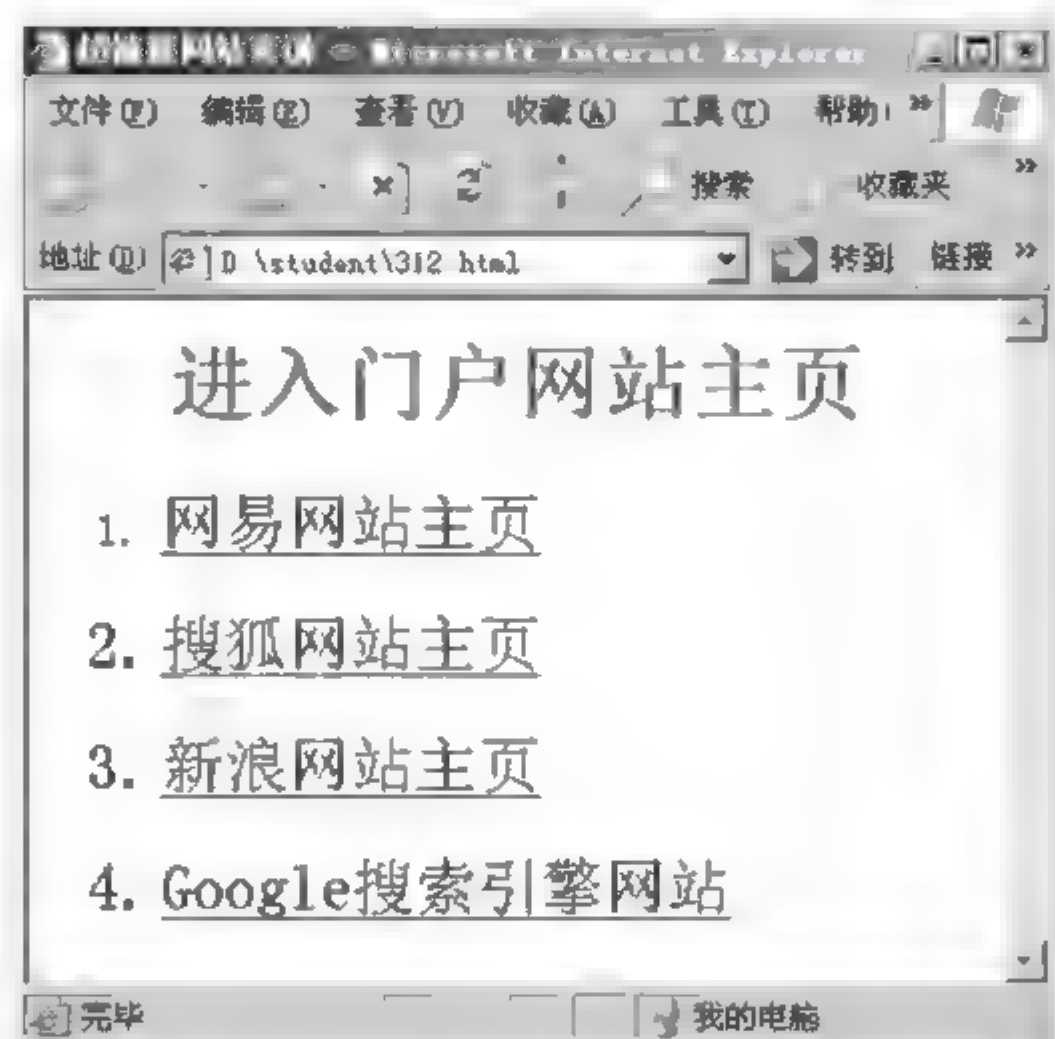 网站 - Microsoft Internet Explorer
文件(F) 编辑(E) 查看(V) 收藏(A) 工具(T) 帮助( »
搜索 收藏夹 »
地址(D) D \student\3i2 html 转到 链接 »
进入门户网站主页
1. 网易网站主页
2. 搜狐网站主页
3. 新浪网站主页
4. Google搜索引擎网站
完毕 我的电脑